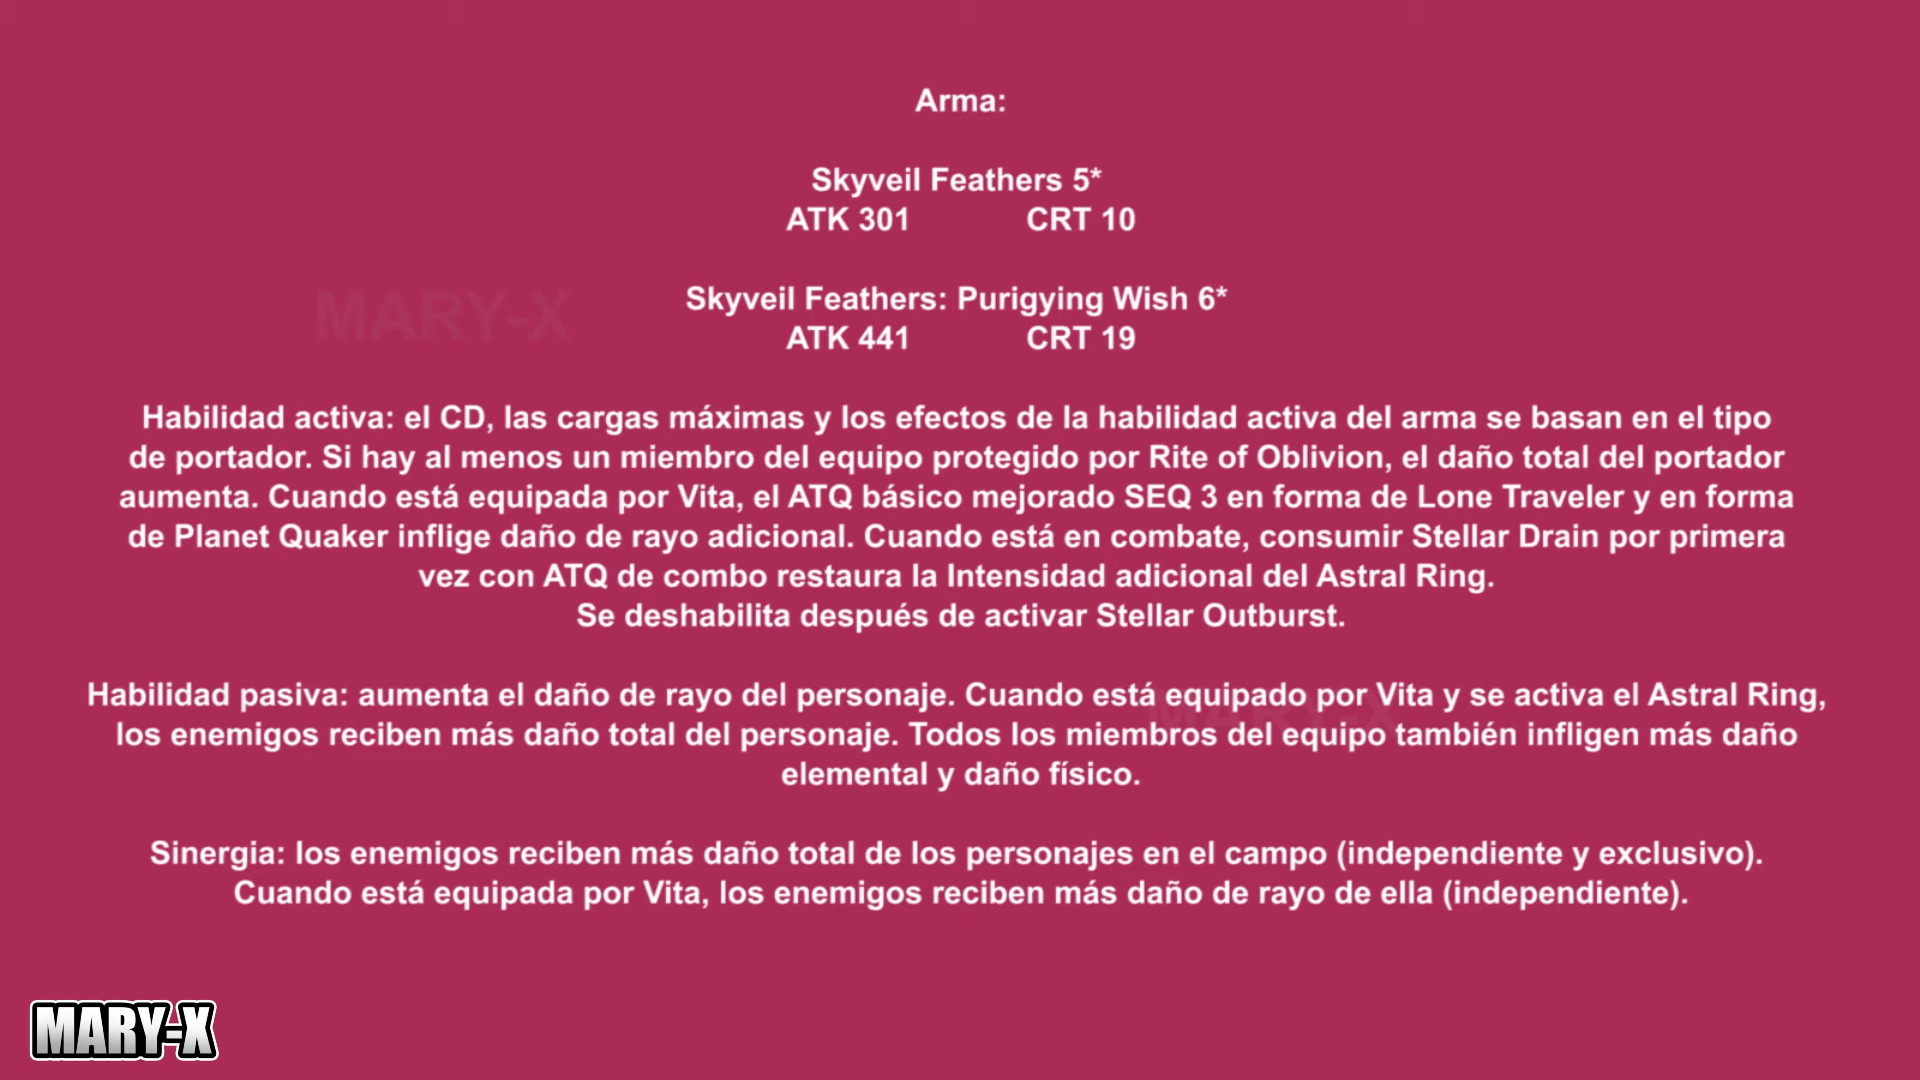 Arma:
Skyveil Feathers 5*
ATK 301 CRT 10
Skyveil Feathers: Purigying Wish 6*
ATK 441 CRT 19
MARY-X
Habilidad activa: el CD, las cargas máximas y los efectos de la habilidad activa del arma se basan en el tipo
de portador. Si hay al menos un miembro del equipo protegido por Rite of Oblivion, el daño total del portador
aumenta. Cuando está equipada por Vita, el ATQ básico mejorado SEQ 3 en forma de Lone Traveler y en forma
de Planet Quaker inflige daño de rayo adicional. Cuando está en combate, consumir Stellar Drain por primera
vez con ATQ de combo restaura la Intensidad adicional del Astral Ring.
Se deshabilita después de activar Stellar Outburst.
Habilidad pasiva: aumenta el daño de rayo del personaje. Cuando está equipado por Vita y se activa el Astral Ring,
MARY-X
los enemigos reciben más daño total del personaje. Todos los miembros del equipo también infligen más daño
elemental y daño físico.
Sinergia: los enemigos reciben más daño total de los personajes en el campo (independiente y exclusivo).
Cuando está equipada por Vita, los enemigos reciben más daño de rayo de ella (independiente).
MARY-X